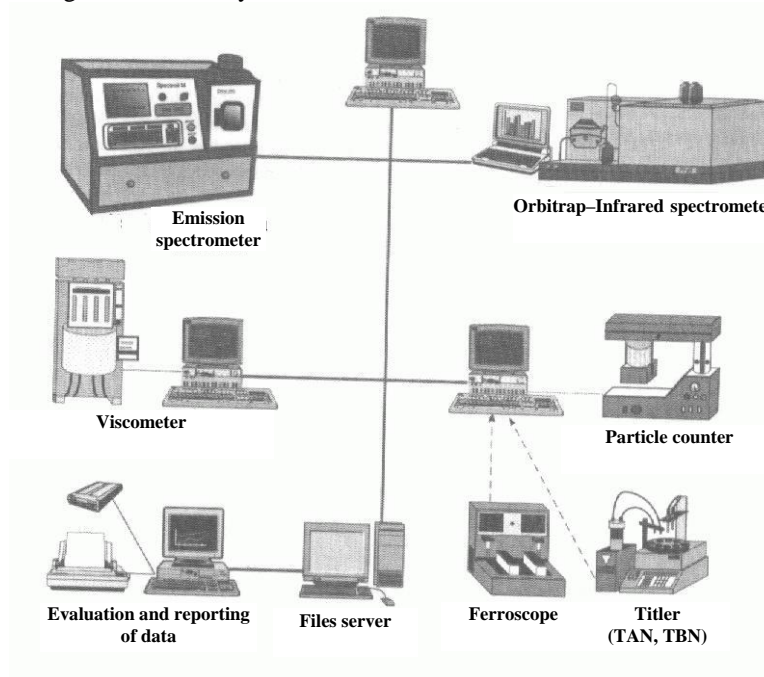 Emission
spectrometer
Orbitrap–Infrared spectromete
Viscometer
Particle counter
Evaluation and reporting
of data
Files server
Ferroscope
Titler
(TAN, TBN)